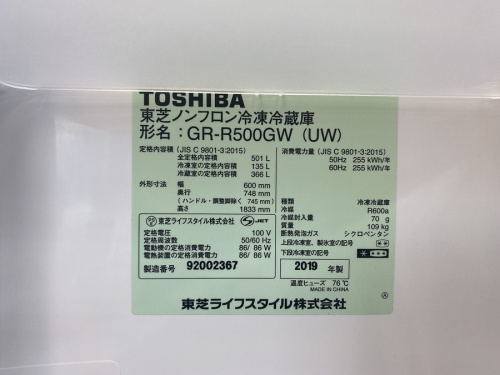 TOSHIBA
東芝ノンフロン冷凍冷蔵庫
形名：GR-R500GW（UW）
定格内容積（JIS C 9801-3:2015）
全定格内容積 501 L
冷凍室の定格内容積 135 L
冷蔵室の定格内容積 366 L
外形寸法 幅 600 mm
奥行 748 mm
（ハンドル・調整脚除く 745 mm）
高さ 1833 mm
東芝ライフスタイル株式会社 JET
定格電圧 100 V
定格周波数 50/60 Hz
電動機の定格消費電力 86/ 86 W
電熱装置の定格消費電力 86/ 86 W
製造番号 92002367
消費電力量（JIS C 9801-3:2015）
50Hz 255 kWh/年
60Hz 255 kWh/年
種類 冷凍冷蔵庫
冷媒 R600a
冷媒封入量 70 g
質量 109 kg
断熱発泡ガス シクロペンタン
上段冷凍室、製氷室の記号
下段冷凍室の記号
2019 年製
温度ヒューズ 76℃
MADE IN CHINA
東芝ライフスタイル株式会社
Ⓐ